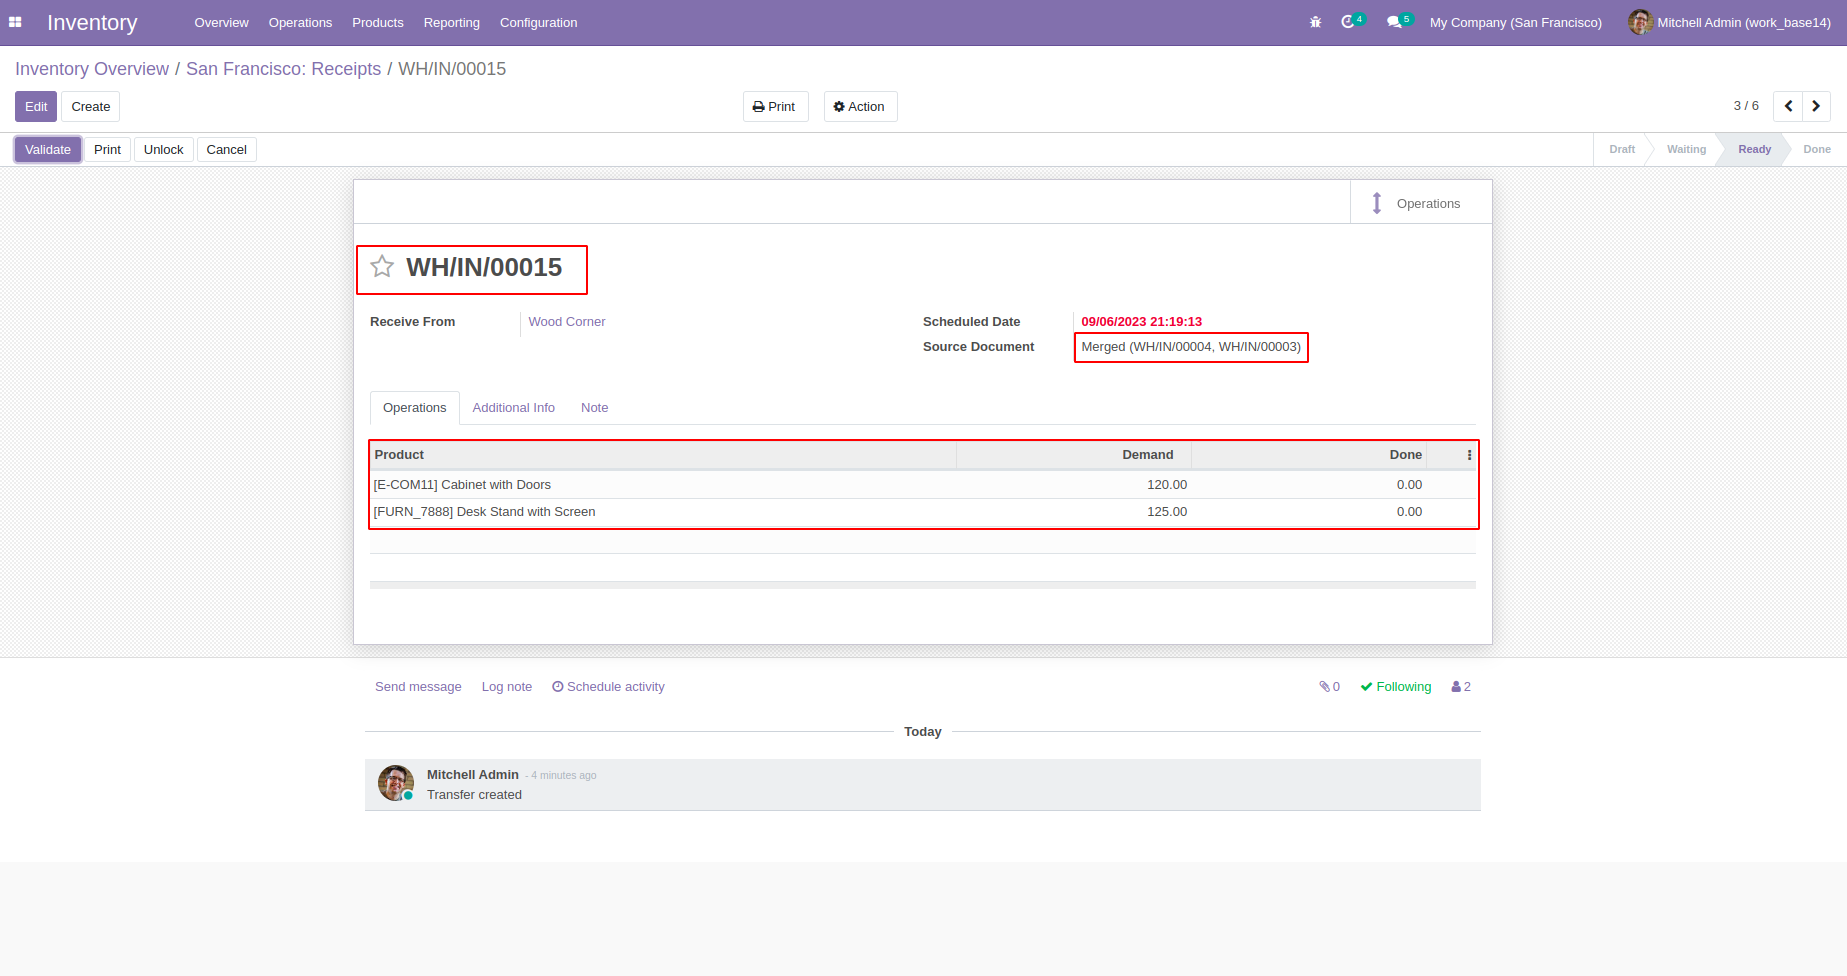 Inventory Overview Operations Products Reporting Configuration 4 5 My Company (San Francisco) Mitchell Admin (work_base14)
Inventory Overview / San Francisco: Receipts / WH/IN/00015
Edit Create Print Action 3 / 6
Validate Print Unlock Cancel Draft Waiting Ready Done
Operations
WH/IN/00015
Receive From Wood Corner Scheduled Date 09/06/2023 21:19:13
Source Document Merged (WH/IN/00004, WH/IN/00003)
Operations Additional Info Note
Product Demand Done
[E-COM11] Cabinet with Doors 120.00 0.00
[FURN_7888] Desk Stand with Screen 125.00 0.00
Send message Log note Schedule activity 0 Following 2
Today
Mitchell Admin - 4 minutes ago
Transfer created